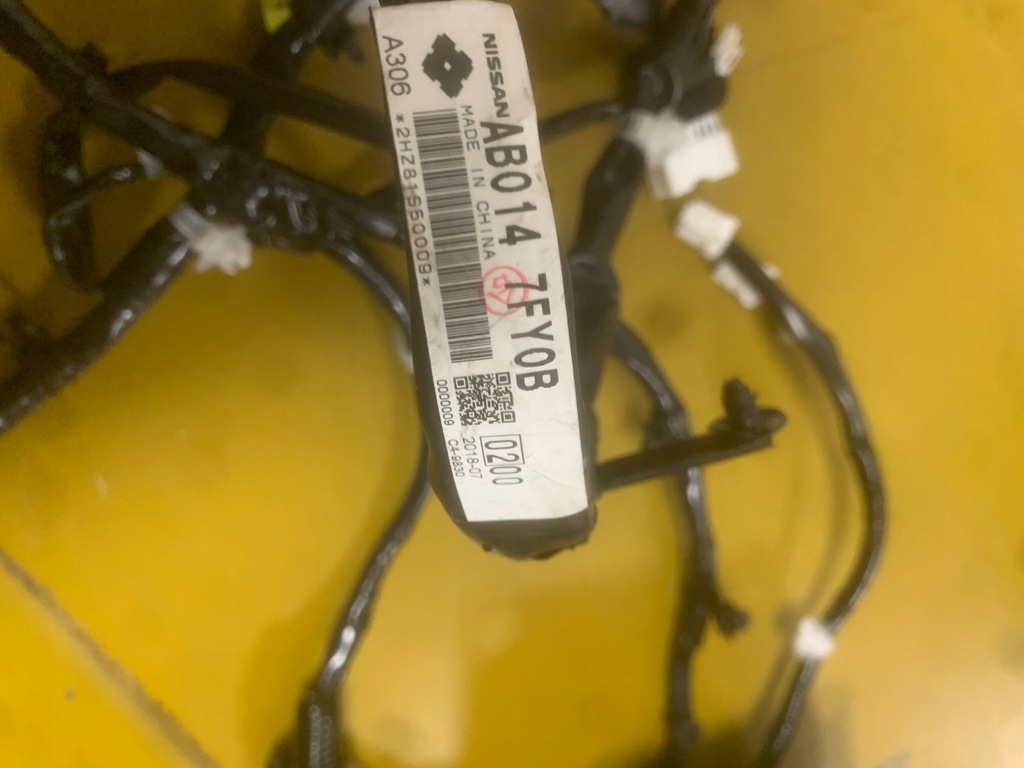 NISSAN AB014 7FY0B
MADE IN CHINA
A306 *2HZ81S50009*
0200
2018-07
0000009 C4-9830